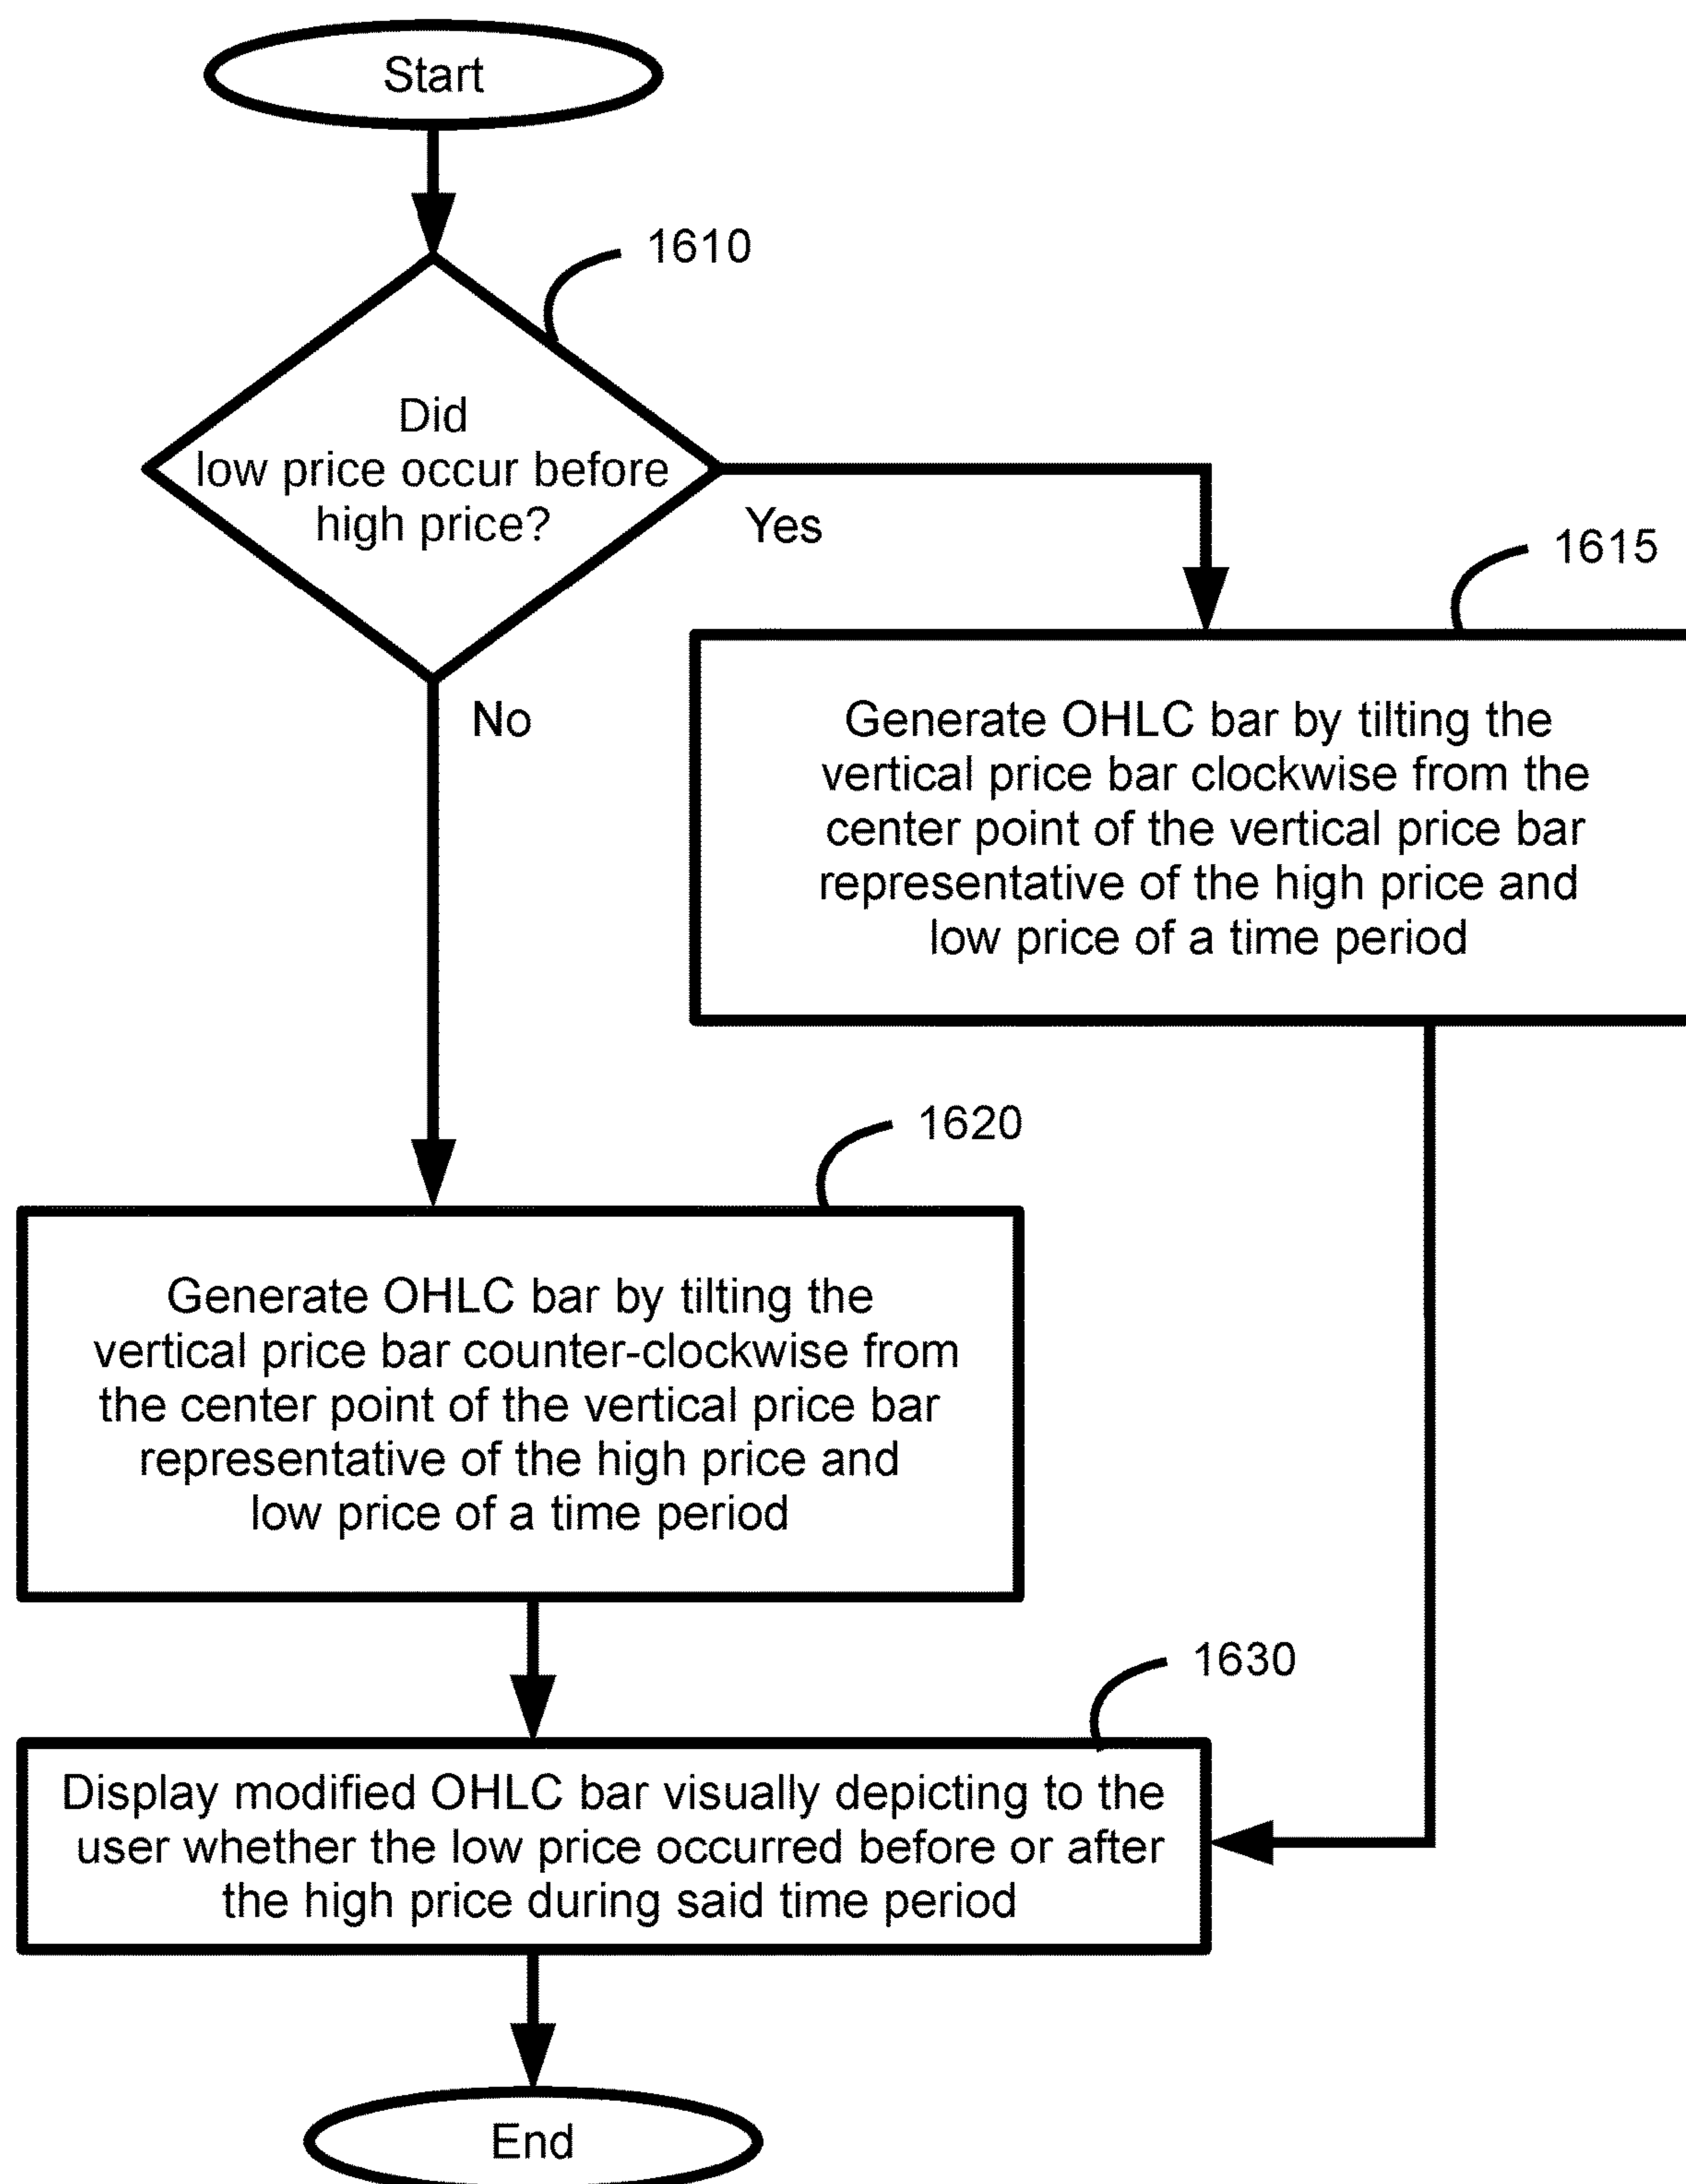 Start
1610
Did
low price occur before
high price?
Yes
1615
No
Generate OHLC bar by tilting the
vertical price bar clockwise from the
center point of the vertical price bar
representative of the high price and
low price of a time period
1620
Generate OHLC bar by tilting the
vertical price bar counter-clockwise from
the center point of the vertical price bar
representative of the high price and
low price of a time period
1630
Display modified OHLC bar visually depicting to the
user whether the low price occurred before or after
the high price during said time period
End